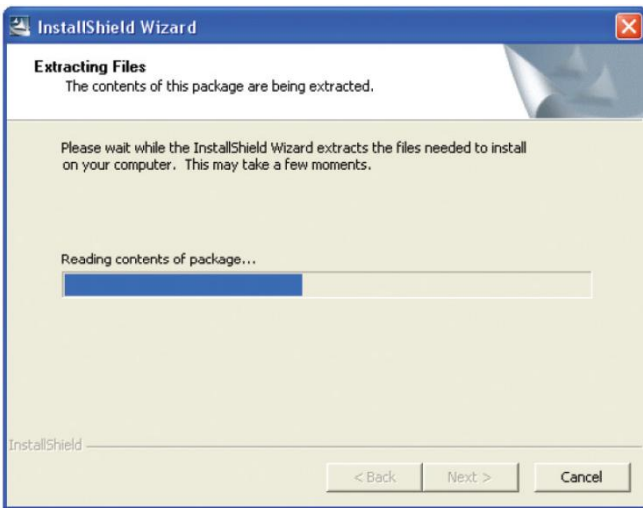 InstallShield Wizard
Extracting Files
The contents of this package are being extracted.
Please wait while the InstallShield Wizard extracts the files needed to install
on your computer.  This may take a few moments.
Reading contents of package...
InstallShield
< Back
Next >
Cancel